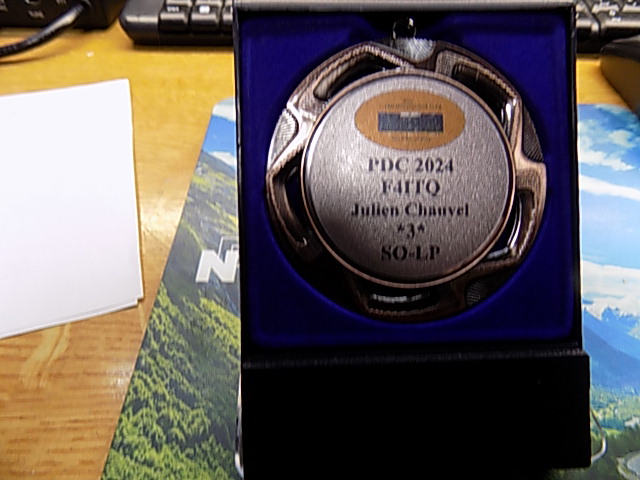 PDC 2024
F4ITQ
Julien Chauvel
*3*
SO-LP
N